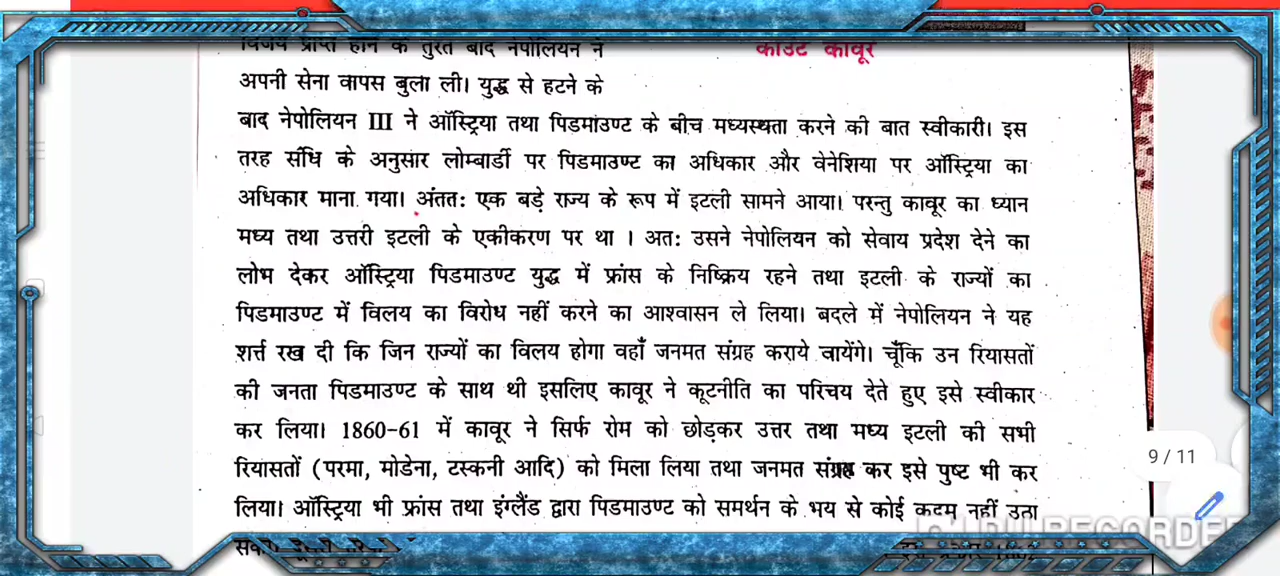 विजय प्राप्त होने के तुरंत बाद नेपोलियन ने
काउंट कावूर
अपनी सेना वापस बुला ली। युद्ध से हटने के
बाद नेपोलियन III ने ऑस्ट्रिया तथा पिडमाउण्ट के बीच मध्यस्थता करने की बात स्वीकारी। इस
तरह संधि के अनुसार लोम्बार्डी पर पिडमाउण्ट का अधिकार और वेनेशिया पर ऑस्ट्रिया का
अधिकार माना गया। अंततः एक बड़े राज्य के रूप में इटली सामने आया। परन्तु कावूर का ध्यान
मध्य तथा उत्तरी इटली के एकीकरण पर था । अतः उसने नेपोलियन को सेवाय प्रदेश देने का
लोभ देकर ऑस्ट्रिया पिडमाउण्ट युद्ध में फ्रांस के निष्क्रिय रहने तथा इटली के राज्यों का
पिडमाउण्ट में विलय का विरोध नहीं करने का आश्वासन ले लिया। बदले में नेपोलियन ने यह
शर्त्त रख दी कि जिन राज्यों का विलय होगा वहाँ जनमत संग्रह कराये जायेंगे। चूँकि उन रियासतों
की जनता पिडमाउण्ट के साथ थी इसलिए कावूर ने कूटनीति का परिचय देते हुए इसे स्वीकार
कर लिया। 1860-61 में कावूर ने सिर्फ रोम को छोड़कर उत्तर तथा मध्य इटली की सभी
रियासतों (परमा, मोडेना, टस्कनी आदि) को मिला लिया तथा जनमत संग्रह कर इसे पुष्ट भी कर
9 / 11
लिया। ऑस्ट्रिया भी फ्रांस तथा इंग्लैंड द्वारा पिडमाउण्ट को समर्थन के भय से कोई कदम नहीं उठा
RECORDER